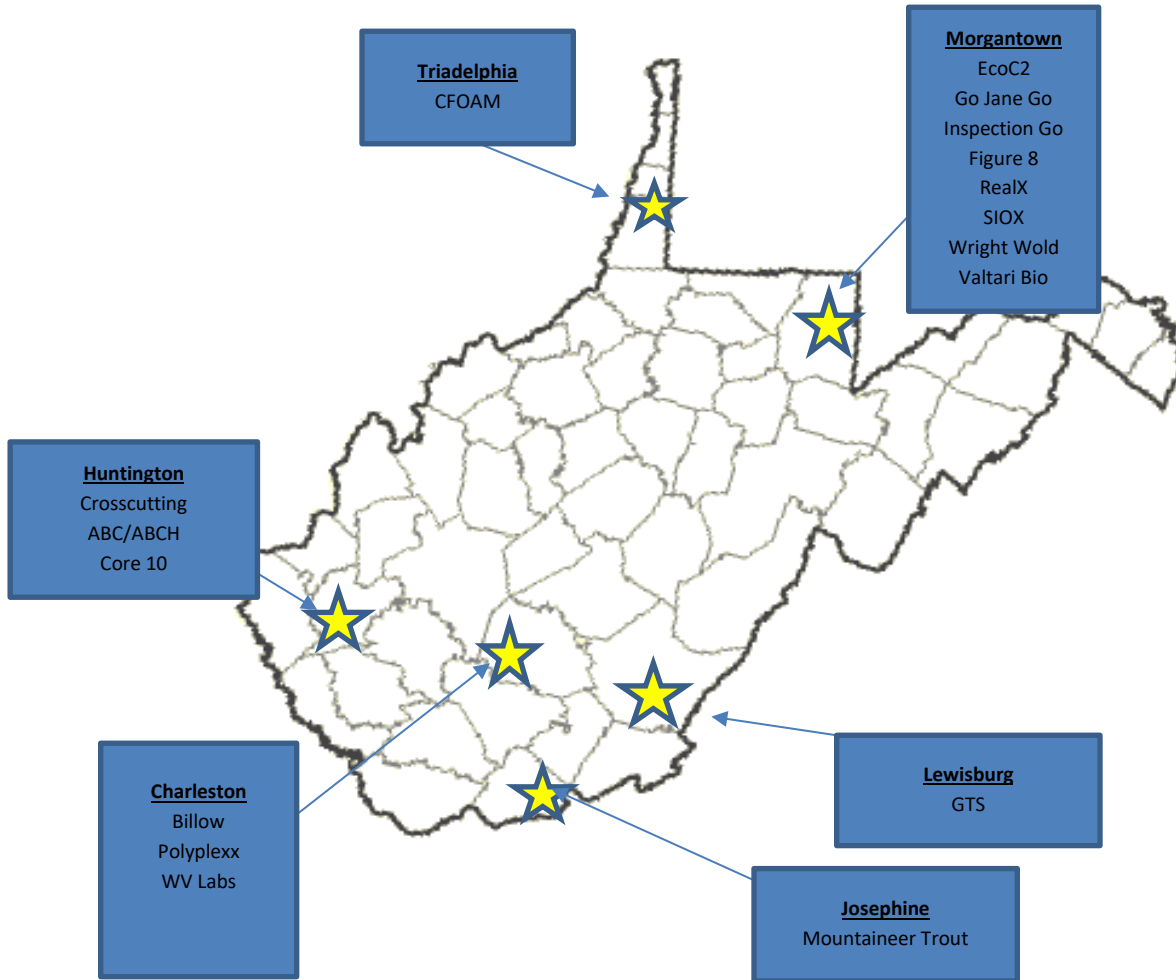 Triadelphia
CFOAM
Morgantown
EcoC2
Go Jane Go
Inspection Go
Figure 8
RealX
SIOX
Wright Wold
Valtari Bio
Huntington
Crosscutting
ABC/ABCH
Core 10
Charleston
Billow
Polyplexx
WV Labs
Lewisburg
GTS
Josephine
Mountaineer Trout